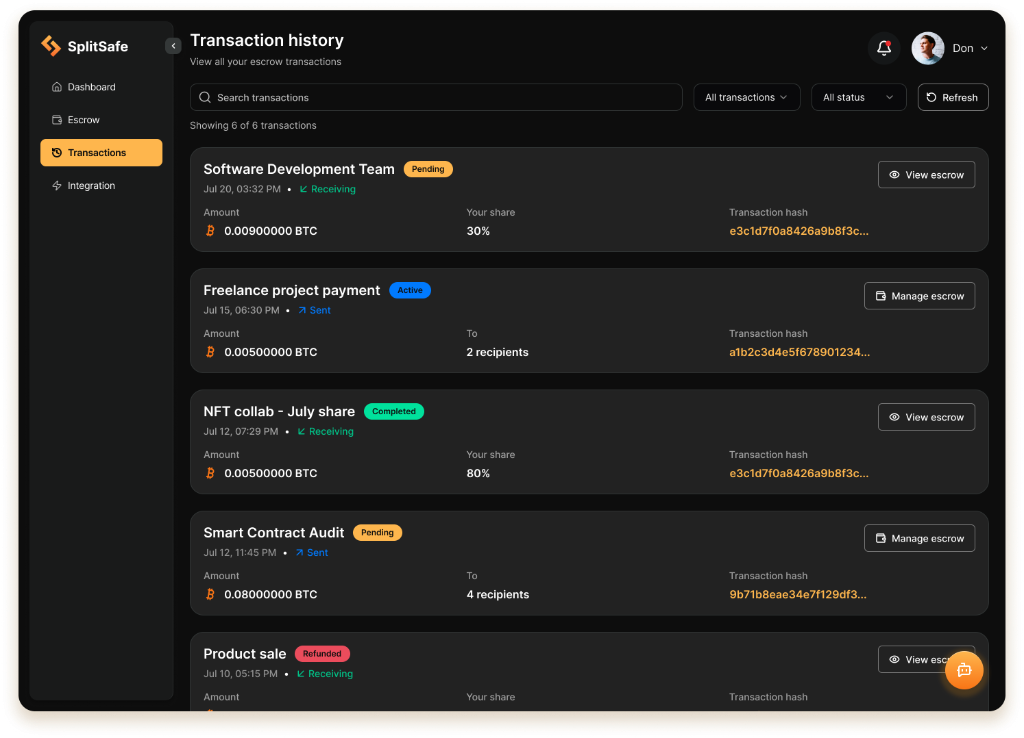 SplitSafe
Dashboard
Escrow
Transactions
Integration
Transaction history
View all your escrow transactions
Don
Search transactions
All transactions
All status
Refresh
Showing 6 of 6 transactions
Software Development Team Pending
View escrow
Jul 20, 03:32 PM • Receiving
Amount Your share Transaction hash
0.00900000 BTC 30% e3c1d7f0a8426a9b8f3c...
Freelance project payment Active
Manage escrow
Jul 15, 06:30 PM • Sent
Amount To Transaction hash
0.00500000 BTC 2 recipients a1b2c3d4e5f678901234...
NFT collab - July share Completed
View escrow
Jul 12, 07:29 PM • Receiving
Amount Your share Transaction hash
0.00500000 BTC 80% e3c1d7f0a8426a9b8f3c...
Smart Contract Audit Pending
Manage escrow
Jul 12, 11:45 PM • Sent
Amount To Transaction hash
0.08000000 BTC 4 recipients 9b71b8eae34e7f129df3...
Product sale Refunded
View
Jul 10, 05:15 PM • Receiving
Amount Your share Transaction hash